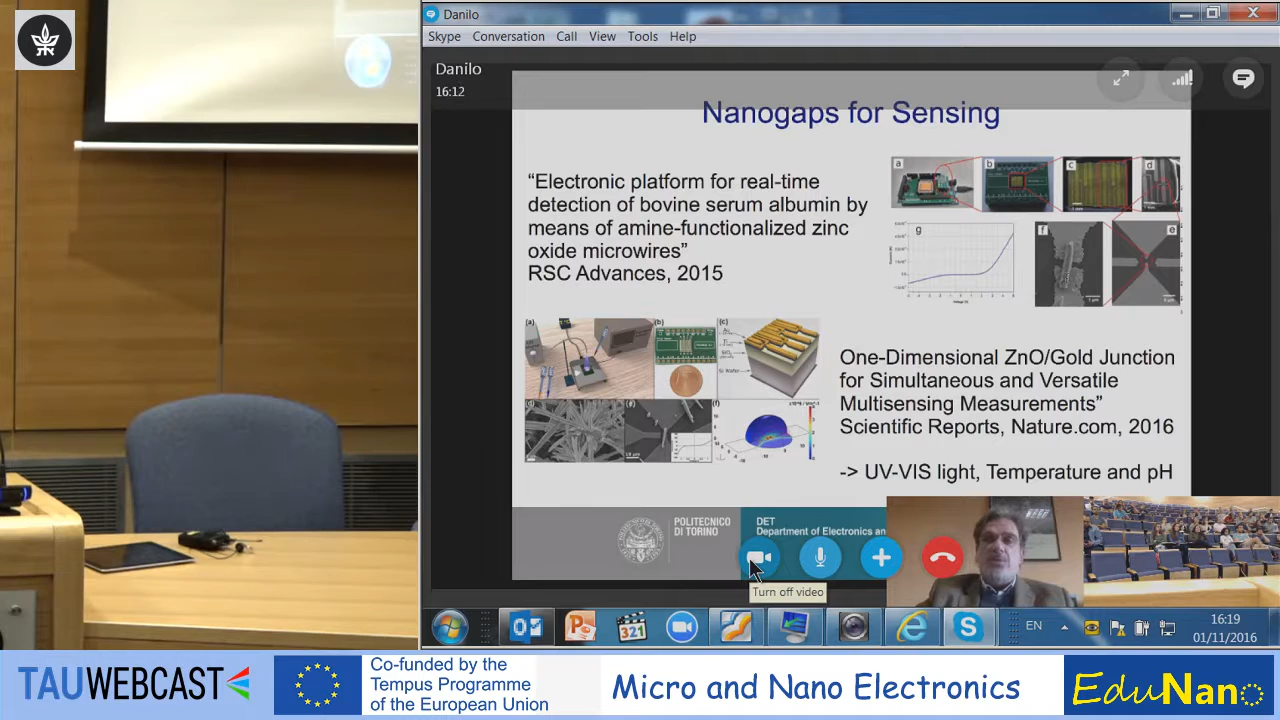 Danilo
Skype Conversation Call View Tools Help
Danilo
16:12
Nanogaps for Sensing
“Electronic platform for real-time
detection of bovine serum albumin by
means of amine-functionalized zinc
oxide microwires”
RSC Advances, 2015
a b c d
g f e
(a) (b) (c)
(d) (e) (f)
One-Dimensional ZnO/Gold Junction
for Simultaneous and Versatile
Multisensing Measurements”
Scientific Reports, Nature.com, 2016
-> UV-VIS light, Temperature and pH
POLITECNICO
DI TORINO
DET
Department of Electronics an
Turn off video
321
EN
16:19
01/11/2016
TAUWEBCAST
Co-funded by the
Tempus Programme
of the European Union
Micro and Nano Electronics
EduNano